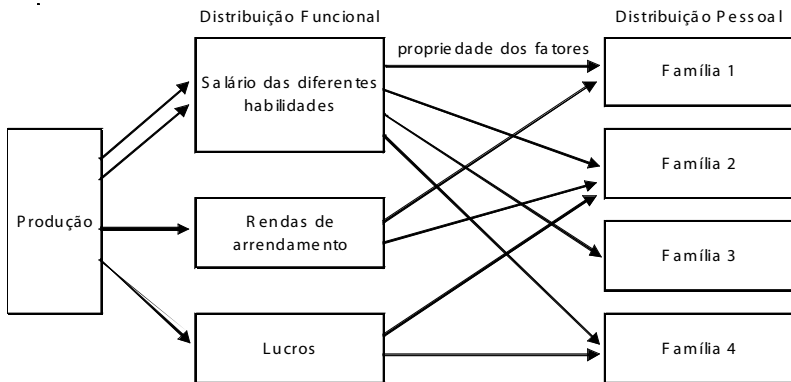 Distribuição Funcional
Distribuição Pessoal
propriedade dos fatores
Salário das diferentes
habilidades
Família 1
Família 2
Produção
Rendas de
arrendamento
Família 3
Lucros
Família 4